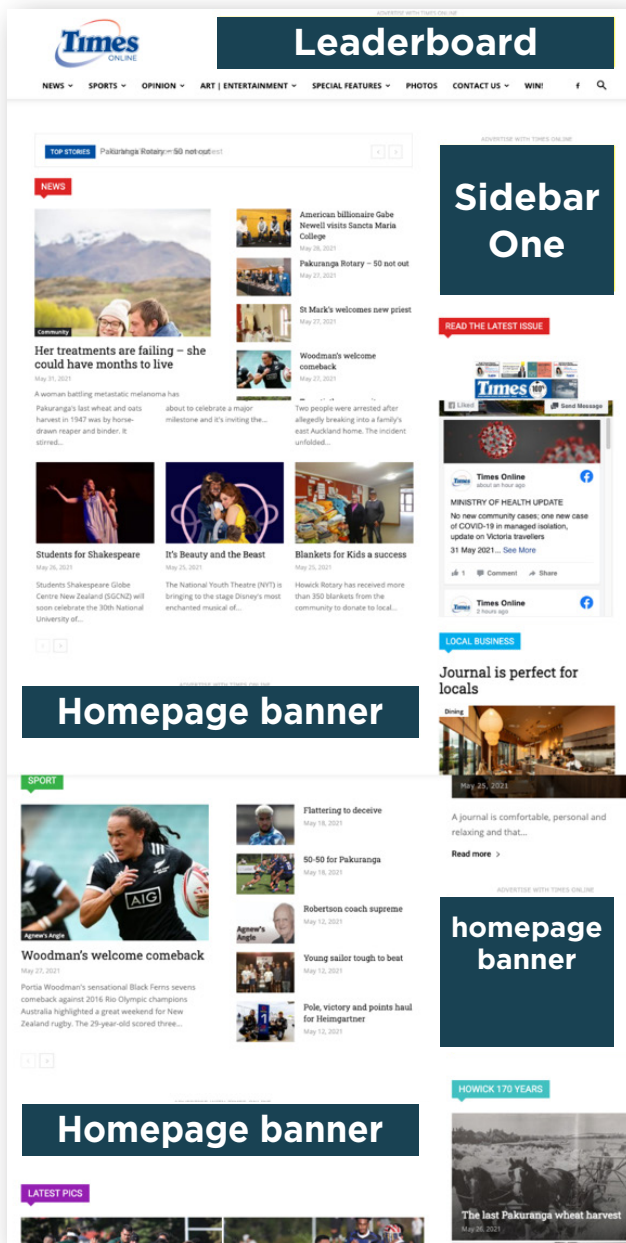 ADVERTISE WITH TIMES ONLINE
Times
ONLINE
Leaderboard
NEWS SPORTS OPINION ART | ENTERTAINMENT SPECIAL FEATURES PHOTOS CONTACT US WIN!
ADVERTISE WITH TIMES ONLINE
Sidebar
One
TOP STORIES Pakuranga Rotary – 50 not out
NEWS
Community
Her treatments are failing – she
could have months to live
May 31, 2021
A woman battling metastatic melanoma has
American billionaire Gabe
Newell visits Sancta Maria
College
May 28, 2021
Pakuranga Rotary – 50 not out
May 27, 2021
St Mark's welcomes new priest
May 27, 2021
Woodman's welcome
comeback
May 27, 2021
Pakuranga's last wheat and oats
harvest in 1947 was by horse-
drawn reaper and binder. It
stirred...
about to celebrate a major
milestone and it's inviting the...
Two people were arrested after
allegedly breaking into a family's
east Auckland home. The incident
unfolded...
Students for Shakespeare
May 26, 2021
Students Shakespeare Globe
Centre New Zealand (SGCNZ) will
soon celebrate the 30th National
University of...
It's Beauty and the Beast
May 25, 2021
The National Youth Theatre (NYT) is
bringing to the stage Disney's most
enchanted musical of...
Blankets for Kids a success
May 25, 2021
Howick Rotary has received more
than 350 blankets from the
community to donate to local...
READ THE LATEST ISSUE
Times
Liked Send Message
Times Online
about an hour ago
MINISTRY OF HEALTH UPDATE
No new community cases; one new case
of COVID-19 in managed isolation,
update on Victoria travellers
31 May 2021... See More
1 Comment Share
Times Online
2 hours ago
ADVERTISE WITH TIMES ONLINE
Homepage banner
LOCAL BUSINESS
Journal is perfect for
locals
Dining
May 25, 2021
A journal is comfortable, personal and
relaxing and that...
Read more >
SPORT
AIG
Agnew's Angle
Woodman's welcome comeback
May 27, 2021
Portia Woodman's sensational Black Ferns sevens
comeback against 2016 Rio Olympic champions
Australia highlighted a great weekend for New
Zealand rugby. The 29-year-old scored three...
Flattering to deceive
May 18, 2021
50-50 for Pakuranga
May 18, 2021
Agnew's
Angle
Robertson coach supreme
May 12, 2021
Young sailor tough to beat
May 12, 2021
1
Pole, victory and points haul
for Heimgartner
May 12, 2021
ADVERTISE WITH TIMES ONLINE
homepage
banner
Homepage banner
HOWICK 170 YEARS
The last Pakuranga wheat harvest
May 26, 2021
LATEST PICS